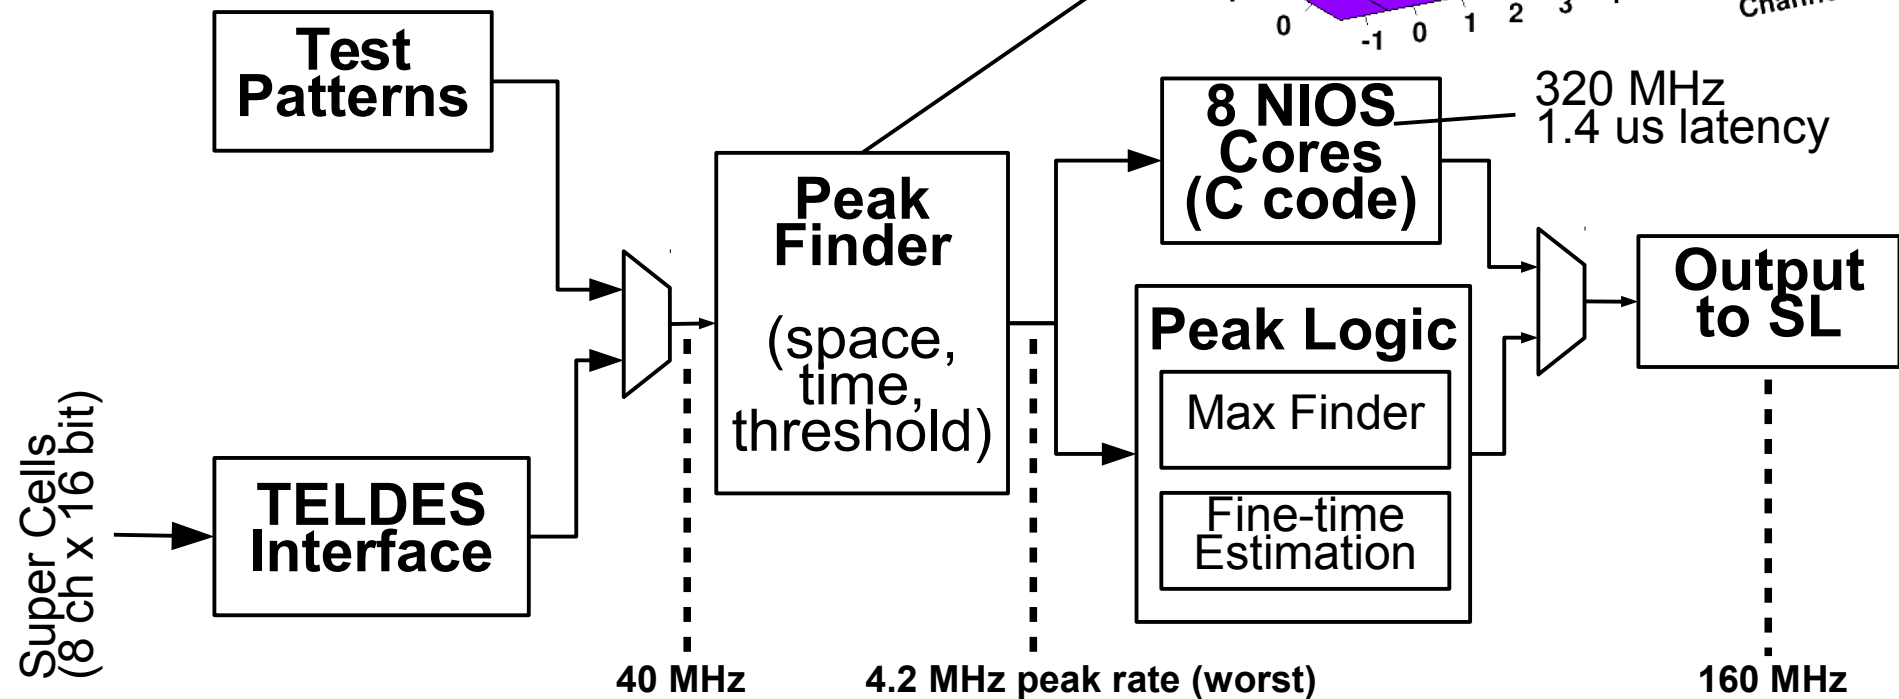 Test
Patterns
0
-1
0
1
2
3
8 NIOS
Cores
(C code)
320 MHz
1.4 us latency
Peak
Finder
(space,
time,
threshold)
Peak Logic
Max Finder
Fine-time
Estimation
Output
to SL
Super Cells
(8 ch x 16 bit)
TELDES
Interface
40 MHz
4.2 MHz peak rate (worst)
160 MHz